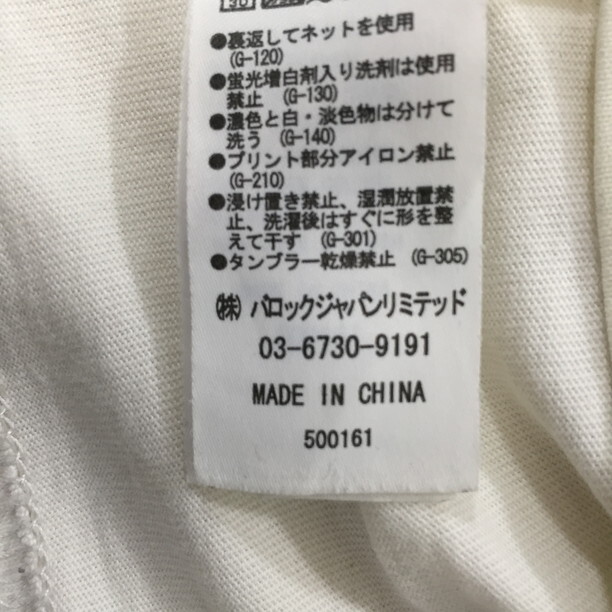 30
●裏返してネットを使用
(G-120)
●蛍光増白剤入り洗剤は使用
禁止 (G-130)
●濃色と白・淡色物は分けて
洗う (G-140)
●プリント部分アイロン禁止
(G-210)
●浸け置き禁止、湿潤放置禁
止、洗濯後はすぐに形を整
えて干す (G-301)
●タンブラー乾燥禁止 (G-305)
㈱ バロックジャパンリミテッド
03-6730-9191
MADE IN CHINA
500161